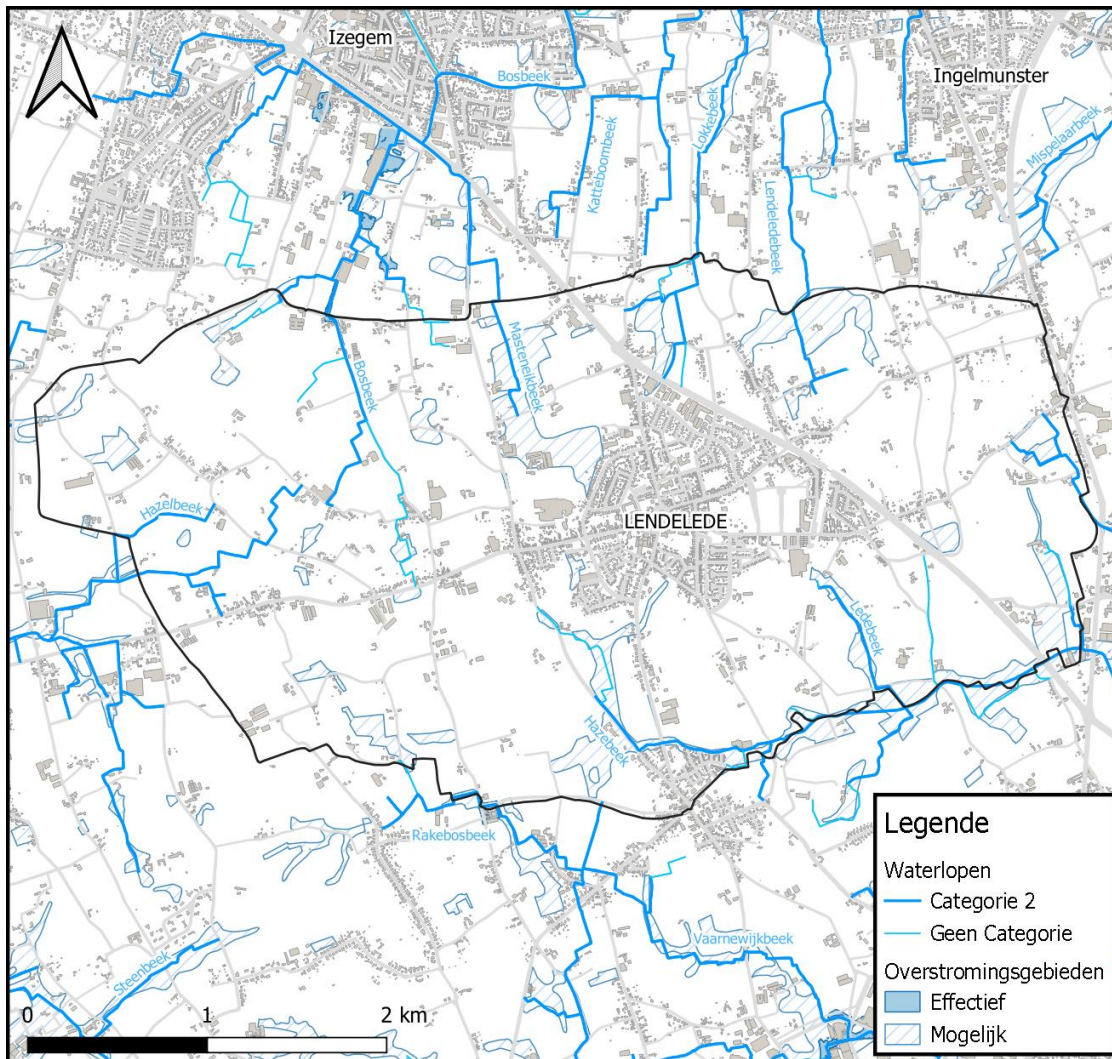 Izegem
Bosbeek
Ingelmunster
Mispelaarbeek
Lokkebeek
Katteboombeek
Lendeledebeek
Masteneikbeek
Bosbeek
Hazelbeek
LENDELEDE
Ledebeek
Hazebeek
Rakebosbeek
Vaarnewijkbeek
Steenbeek
0 1 2 km
Legende
Waterlopen
Categorie 2
Geen Categorie
Overstromingsgebieden
Effectief
Mogelijk